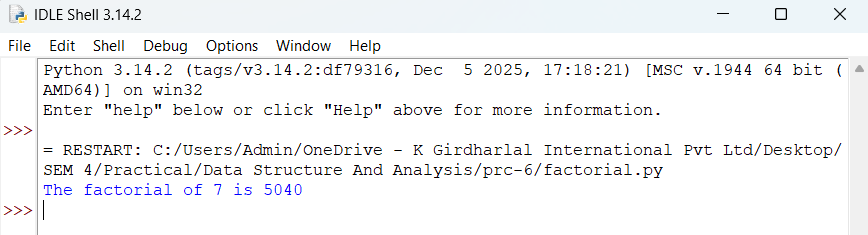 IDLE Shell 3.14.2
File Edit Shell Debug Options Window Help
Python 3.14.2 (tags/v3.14.2:df79316, Dec  5 2025, 17:18:21) [MSC v.1944 64 bit (
AMD64)] on win32
Enter "help" below or click "Help" above for more information.
>>>
= RESTART: C:/Users/Admin/OneDrive - K Girdharlal International Pvt Ltd/Desktop/
SEM 4/Practical/Data Structure And Analysis/prc-6/factorial.py
The factorial of 7 is 5040
>>>